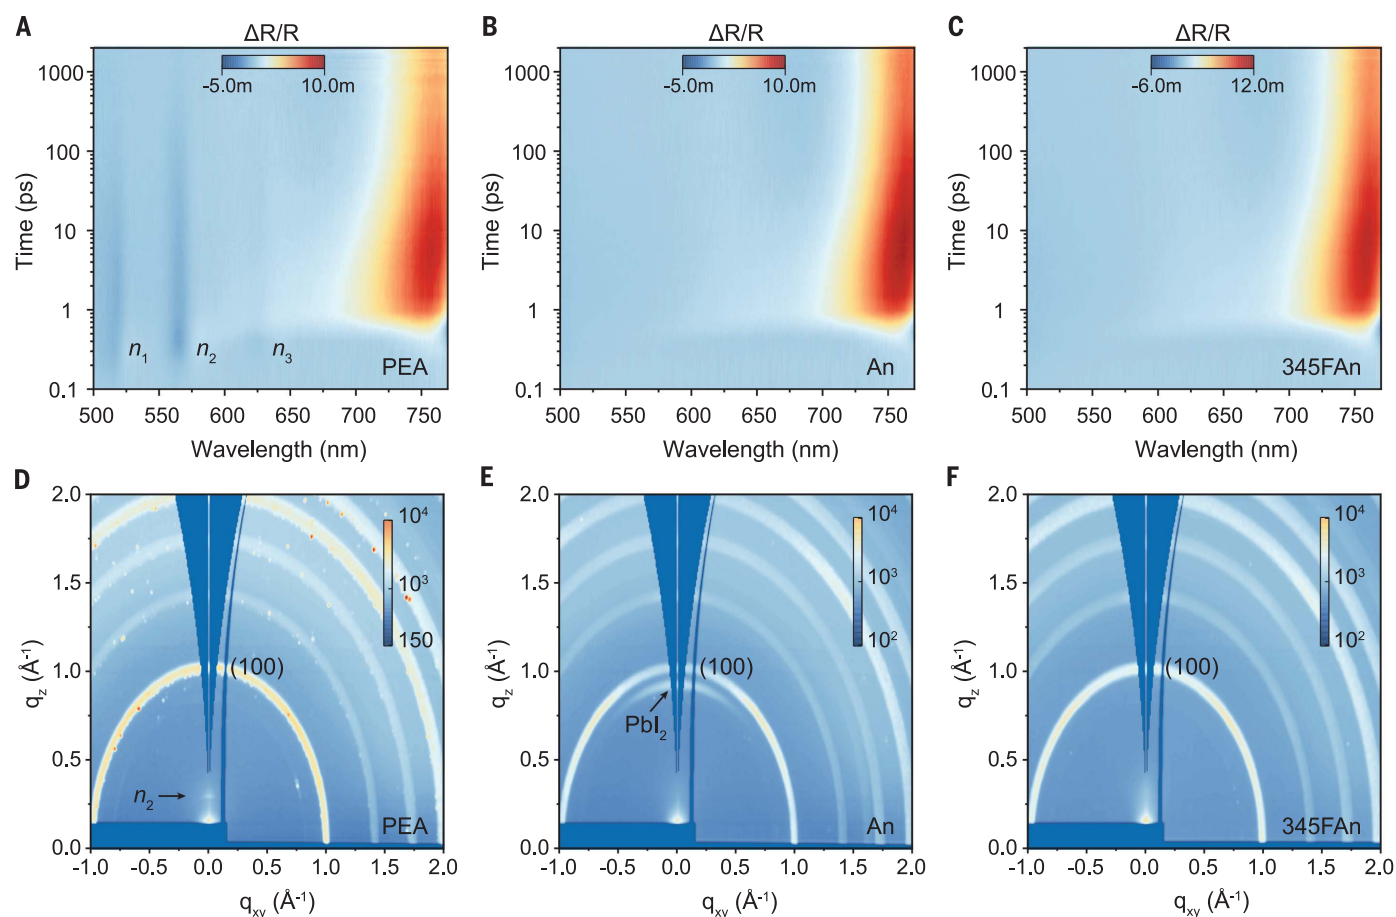 A
ΔR/R
-5.0m 10.0m
1000
100
10
1
0.1
Time (ps)
n1 n2 n3
PEA
500 550 600 650 700 750
Wavelength (nm)
B
ΔR/R
-5.0m 10.0m
1000
100
10
1
0.1
Time (ps)
An
500 550 600 650 700 750
Wavelength (nm)
C
ΔR/R
-6.0m 12.0m
1000
100
10
1
0.1
Time (ps)
345FAn
500 550 600 650 700 750
Wavelength (nm)
D
2.0
1.5
1.0
0.5
0.0
qz (Å-1)
10⁴
10³
150
(100)
n2
PEA
-1.0 -0.5 0.0 0.5 1.0 1.5 2.0
qxy (Å-1)
E
2.0
1.5
1.0
0.5
0.0
qz (Å-1)
10⁴
10³
10²
(100)
PbI2
An
-1.0 -0.5 0.0 0.5 1.0 1.5 2.0
qxy (Å-1)
F
2.0
1.5
1.0
0.5
0.0
qz (Å-1)
10⁴
10³
10²
(100)
345FAn
-1.0 -0.5 0.0 0.5 1.0 1.5 2.0
qxy (Å-1)